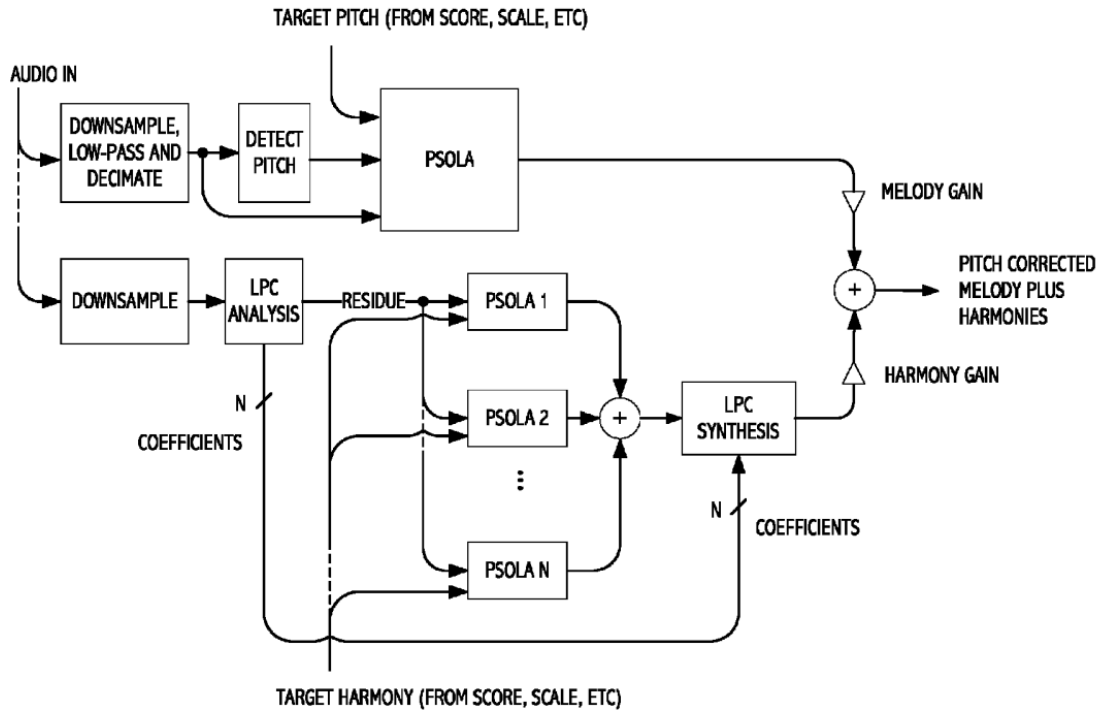 TARGET PITCH (FROM SCORE, SCALE, ETC)
AUDIO IN
DOWNSAMPLE,
LOW-PASS AND
DECIMATE
DETECT
PITCH
PSOLA
MELODY GAIN
DOWNSAMPLE
LPC
ANALYSIS
RESIDUE
PSOLA 1
+
PITCH CORRECTED
MELODY PLUS
HARMONIES
HARMONY GAIN
N
COEFFICIENTS
PSOLA 2
+
LPC
SYNTHESIS
...
N
COEFFICIENTS
PSOLA N
TARGET HARMONY (FROM SCORE, SCALE, ETC)